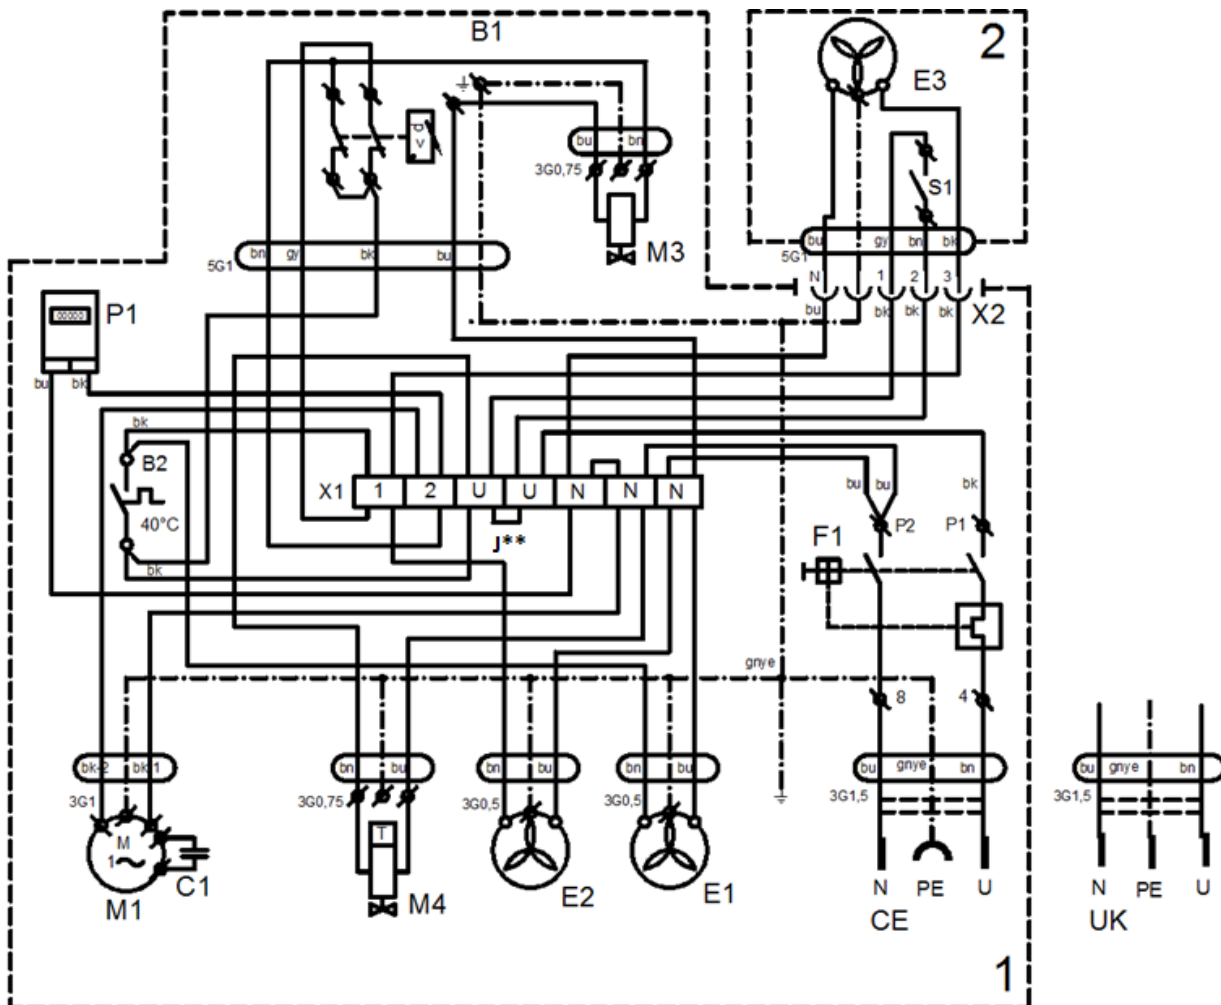 B1
2
E3
p
<
bu bn
3G0,75
M3
S1
bu gy bn bk
5G1
bn gy bk bu
5G1
N 1 2 3
X2
bu bk bk bk
P1
00000
bu bk
bk
B2
40°C
bk
X1 1 2 U U N N N
J**
bu bu bk
P2 P1
F1
gnye
8 4
bk-2 bk-1
3G1
bn bu
3G0,75
bn bu
3G0,5
bn bu
3G0,5
bu gnye bn
3G1,5
bu gnye bn
3G1,5
M
1
T
C1
M1
M4
E2
E1
N PE U
CE
N PE U
UK
1